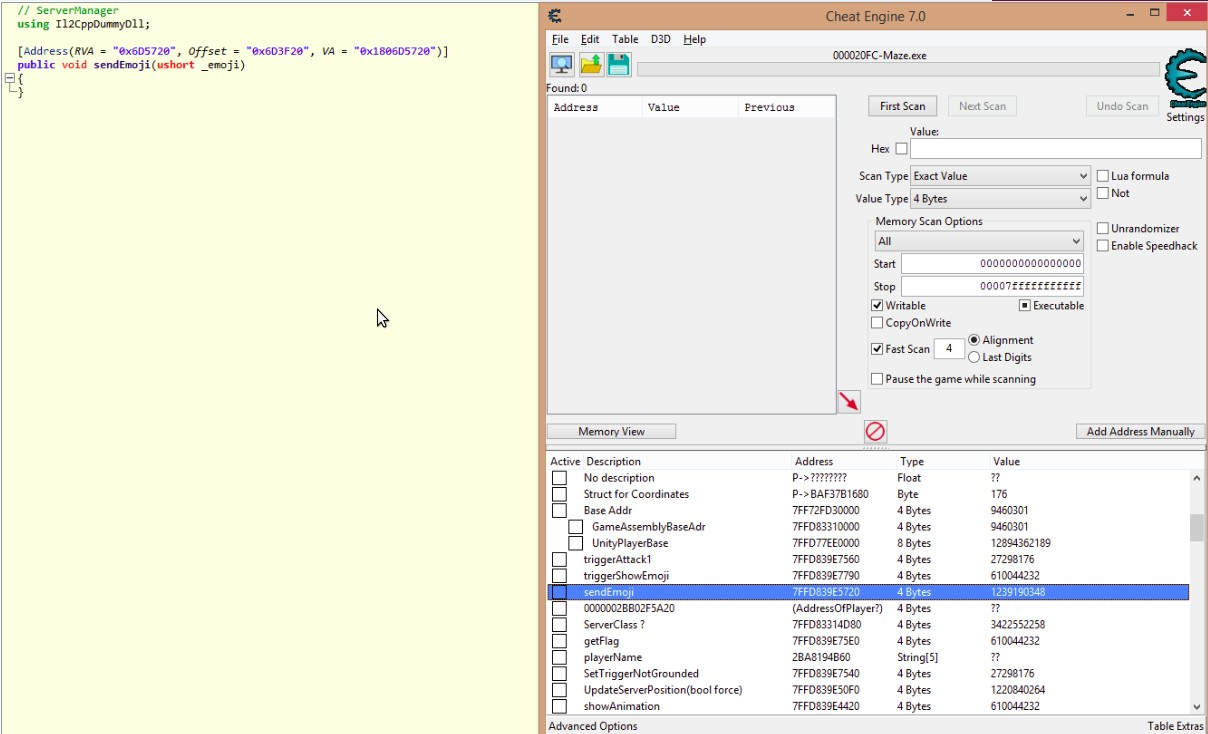 // ServerManager
using Il2CppDummyDll;
[Address(RVA = "0x6D5720", Offset = "0x6D3F20", VA = "0x1806D5720")]
public void sendEmoji(ushort _emoji)
{
}
Cheat Engine 7.0
File Edit Table D3D Help
000020FC-Maze.exe
Found: 0
Address Value Previous
First Scan Next Scan Undo Scan
Settings
Value:
Hex
Scan Type Exact Value Lua formula
Value Type 4 Bytes Not
Memory Scan Options
All
Unrandomizer
Enable Speedhack
Start 0000000000000000
Stop 00007fffffffffff
Writable Executable
CopyOnWrite
Fast Scan 4 Alignment
Last Digits
Pause the game while scanning
Memory View Add Address Manually
Active Description Address Type Value
No description P->???????? Float ??
Struct for Coordinates P->BAF37B1680 Byte 176
Base Addr 7FF72FD30000 4 Bytes 9460301
GameAssemblyBaseAdr 7FFD83310000 4 Bytes 9460301
UnityPlayerBase 7FFD77EE0000 8 Bytes 12894362189
triggerAttack1 7FFD839E7560 4 Bytes 27298176
triggerShowEmoji 7FFD839E7790 4 Bytes 610044232
sendEmoji 7FFD839E5720 4 Bytes 1239190348
0000002BB02F5A20 (AddressOfPlayer?) 4 Bytes ??
ServerClass ? 7FFD83314D80 4 Bytes 3422552258
getFlag 7FFD839E75E0 4 Bytes 610044232
playerName 2BA8194B60 String[5] ??
SetTriggerNotGrounded 7FFD839E7540 4 Bytes 27298176
UpdateServerPosition(bool force) 7FFD839E50F0 4 Bytes 1220840264
showAnimation 7FFD839E4420 4 Bytes 610044232
Advanced Options Table Extras